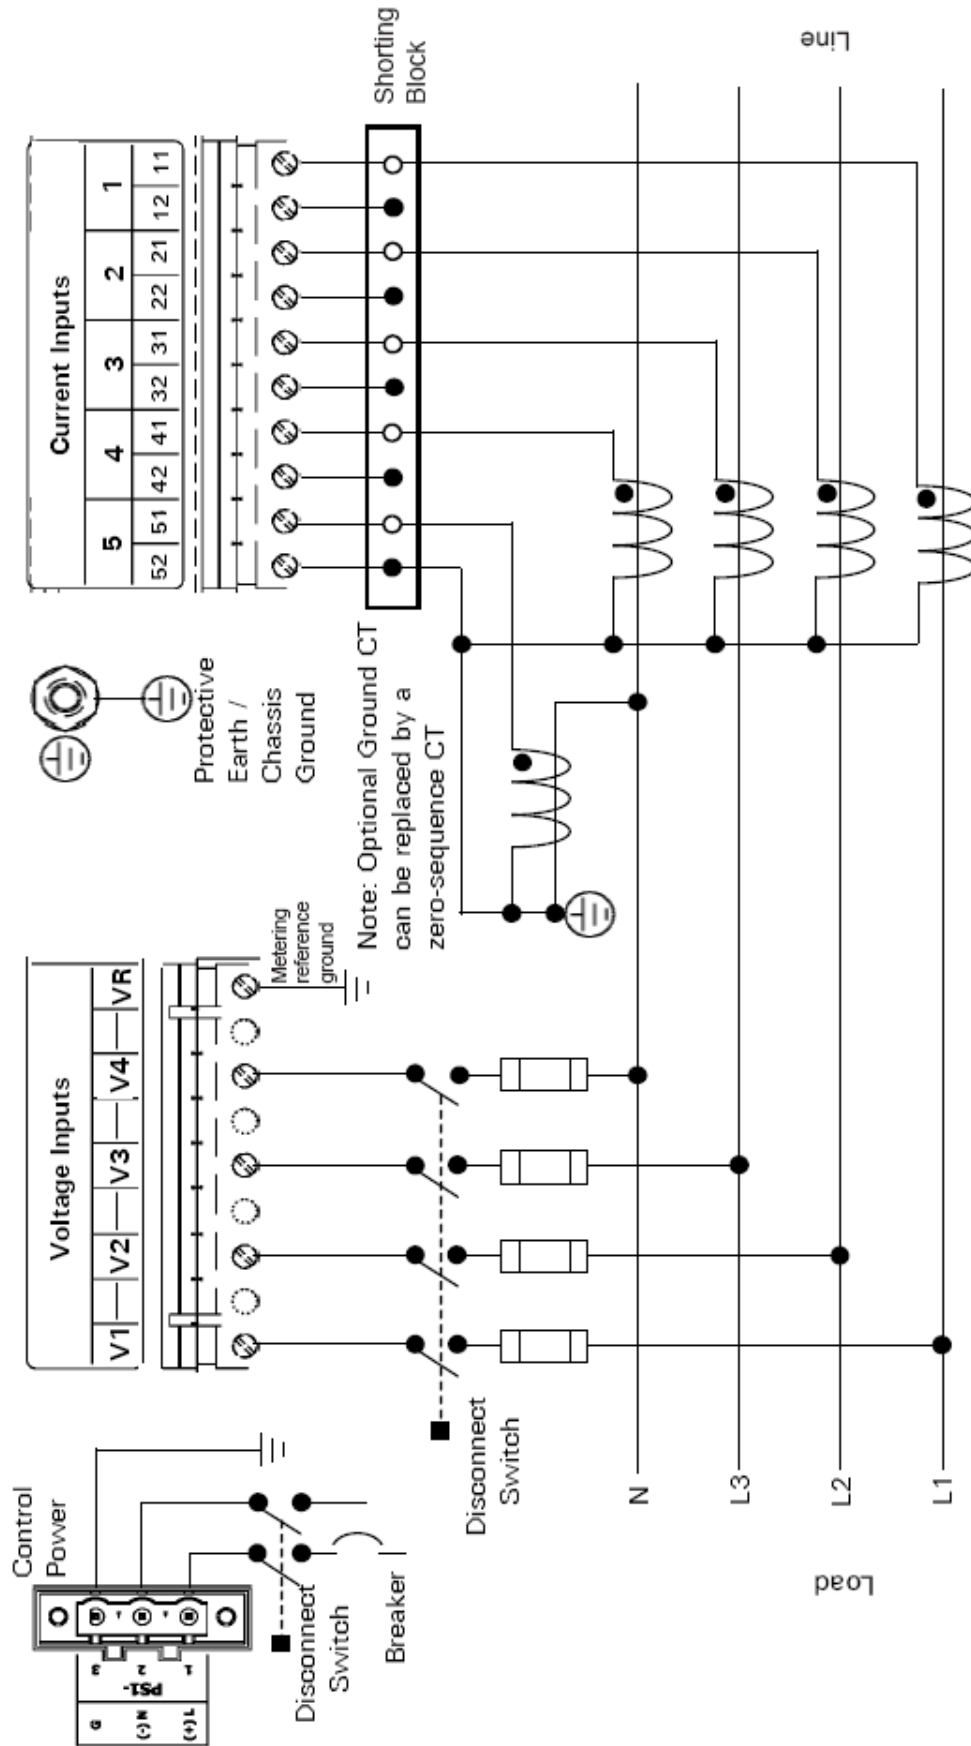 Control
Power
G
N (-)
L (+)
PS1-
3
2
1
Disconnect
Switch
Breaker
Voltage Inputs
V1
V2
V3
V4
VR
Metering
reference
ground
Disconnect
Switch
Protective
Earth /
Chassis
Ground
Note: Optional Ground CT
can be replaced by a
zero-sequence CT
Current Inputs
5
4
3
2
1
52
51
42
41
32
31
22
21
12
11
Shorting
Block
N
L3
L2
L1
Load
Line